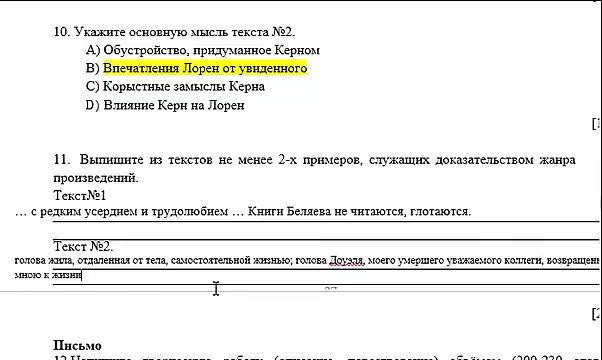 10. Укажите основную мысль текста №2.
A) Обустройство, придуманное Керном
B) Впечатления Лорен от увиденного
C) Корыстные замыслы Керна
D) Влияние Керн на Лорен
[1
11. Выпишите из текстов не менее 2-х примеров, служащих доказательством жанра
произведений.
Текст№1
… с редким усердием и трудолюбием … Книги Беляева не читаются, глотаются.
Текст №2.
голова жила, отдаленная от тела, самостоятельной жизнью; голова Доуэля, моего умершего уважаемого коллеги, возвращенн
мною к жизни
[2
Письмо